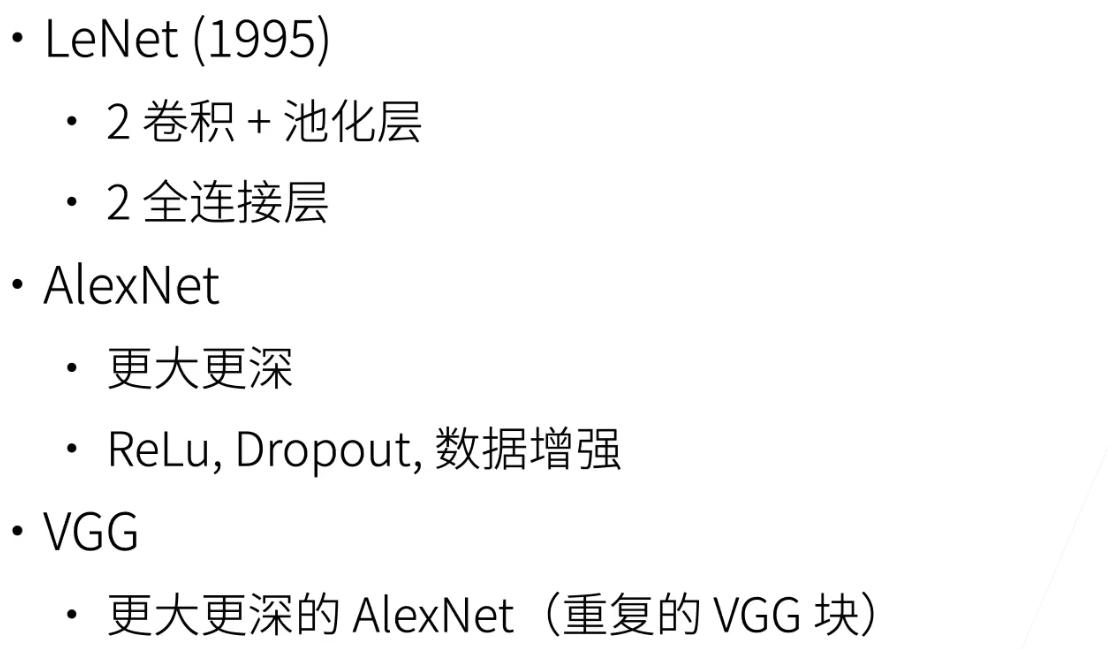 • LeNet (1995)
• 2 卷积 + 池化层
• 2 全连接层
• AlexNet
• 更大更深
• ReLu, Dropout, 数据增强
• VGG
• 更大更深的 AlexNet（重复的 VGG 块）